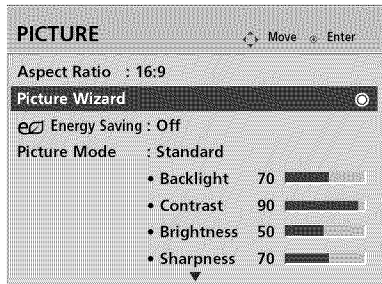 PICTURE
Move Enter
Aspect Ratio : 16:9
Picture Wizard
Energy Saving : Off
Picture Mode : Standard
• Backlight 70
• Contrast 90
• Brightness 50
• Sharpness 70